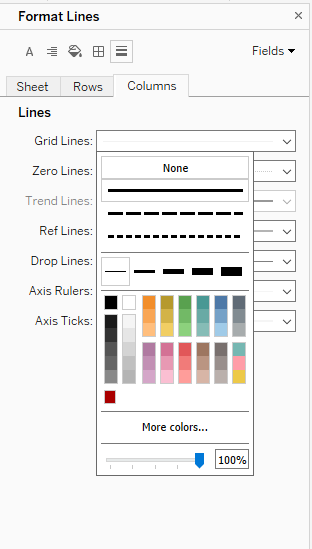 Format Lines
A
Fields
Sheet Rows Columns
Lines
Grid Lines:
None
Zero Lines:
Trend Lines:
Ref Lines:
Drop Lines:
Axis Rulers:
Axis Ticks:
More colors...
100%